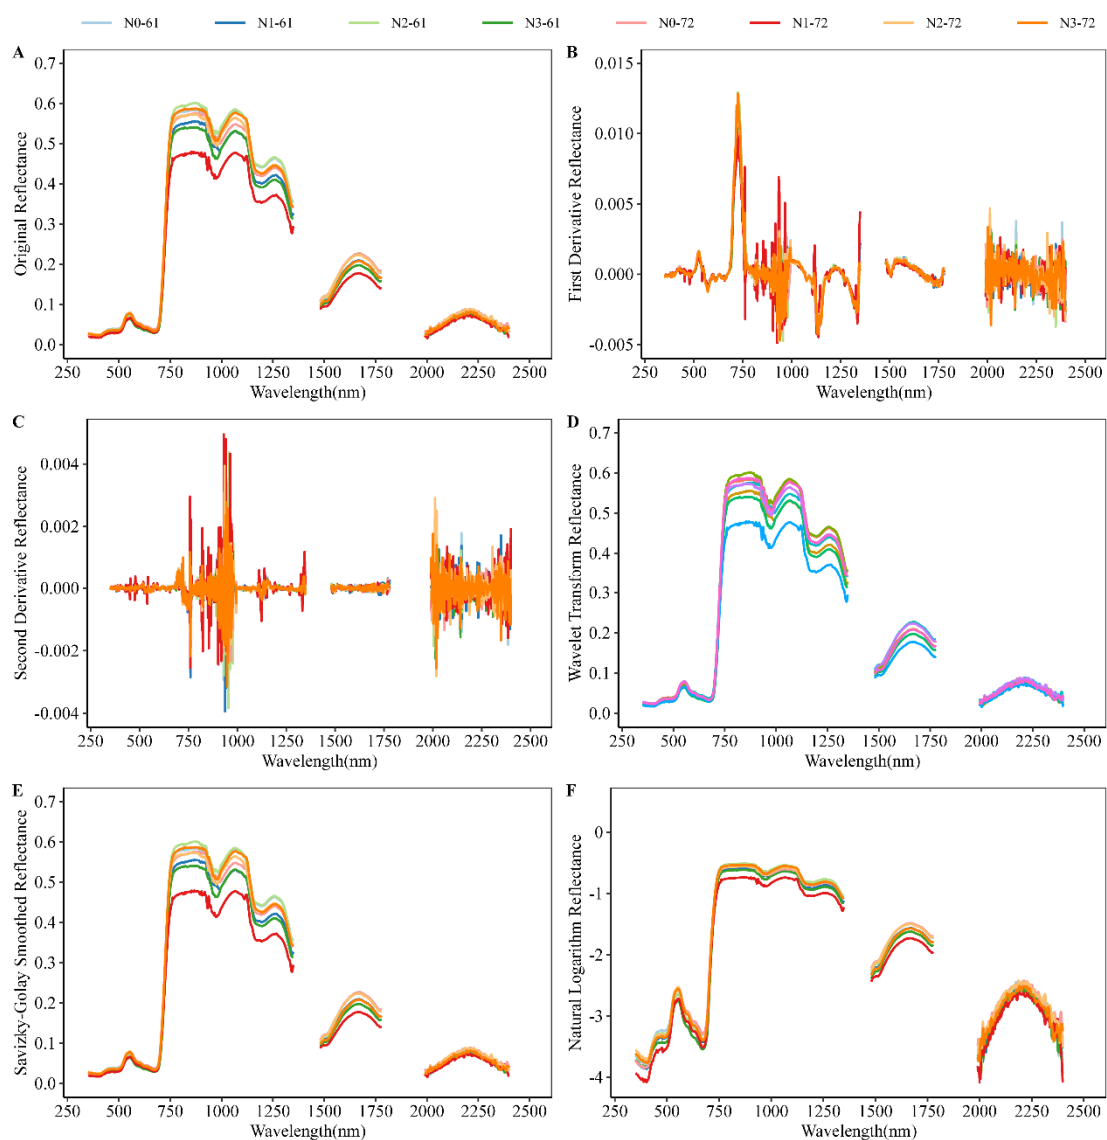 N0-61 N1-61 N2-61 N3-61 N0-72 N1-72 N2-72 N3-72
A
0.7
0.6
0.5
0.4
0.3
0.2
0.1
0.0
Original Reflectance
250 500 750 1000 1250 1500 1750 2000 2250 2500
Wavelength(nm)
B
0.015
0.010
0.005
0.000
-0.005
First Derivative Reflectance
250 500 750 1000 1250 1500 1750 2000 2250 2500
Wavelength(nm)
C
0.004
0.002
0.000
-0.002
-0.004
Second Derivative Reflectance
250 500 750 1000 1250 1500 1750 2000 2250 2500
Wavelength(nm)
D
0.7
0.6
0.5
0.4
0.3
0.2
0.1
0.0
Wavelet Transform Reflectance
250 500 750 1000 1250 1500 1750 2000 2250 2500
Wavelength(nm)
E
0.7
0.6
0.5
0.4
0.3
0.2
0.1
0.0
Savizky-Golay Smoothed Reflectance
250 500 750 1000 1250 1500 1750 2000 2250 2500
Wavelength(nm)
F
0
-1
-2
-3
-4
Natural Logarithm Reflectance
250 500 750 1000 1250 1500 1750 2000 2250 2500
Wavelength(nm)